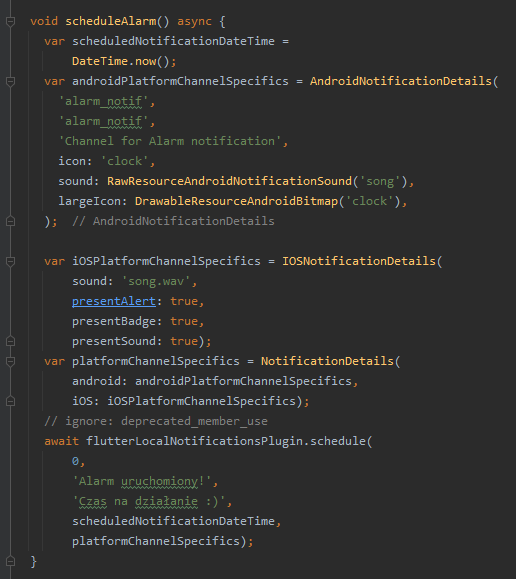 void scheduleAlarm() async {
var scheduledNotificationDateTime =
DateTime.now();
var androidPlatformChannelSpecifics = AndroidNotificationDetails(
'alarm_notif',
'alarm_notif',
'Channel for Alarm notification',
icon: 'clock',
sound: RawResourceAndroidNotificationSound('song'),
largeIcon: DrawableResourceAndroidBitmap('clock'),
); // AndroidNotificationDetails
var iOSPlatformChannelSpecifics = IOSNotificationDetails(
sound: 'song.wav',
presentAlert: true,
presentBadge: true,
presentSound: true);
var platformChannelSpecifics = NotificationDetails(
android: androidPlatformChannelSpecifics,
iOS: iOSPlatformChannelSpecifics);
// ignore: deprecated_member_use
await flutterLocalNotificationsPlugin.schedule(
0,
'Alarm uruchomiony!',
'Czas na działanie :)',
scheduledNotificationDateTime,
platformChannelSpecifics);
}